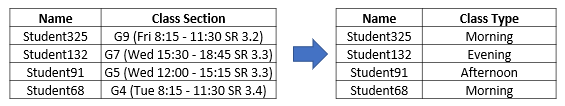 Name Class Section
Student325 G9 (Fri 8:15 - 11:30 SR 3.2)
Student132 G7 (Wed 15:30 - 18:45 SR 3.3)
Student91 G5 (Wed 12:00 - 15:15 SR 3.3)
Student68 G4 (Tue 8:15 - 11:30 SR 3.4)
Name Class Type
Student325 Morning
Student132 Evening
Student91 Afternoon
Student68 Morning